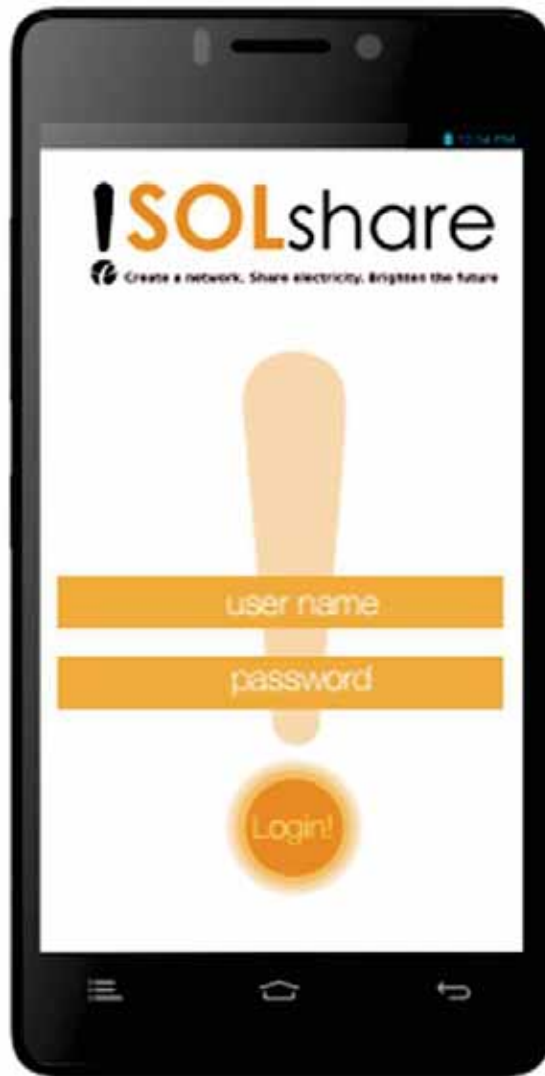 !SOLshare
Create a network. Share electricity. Brighten the future
user name
password
Login!